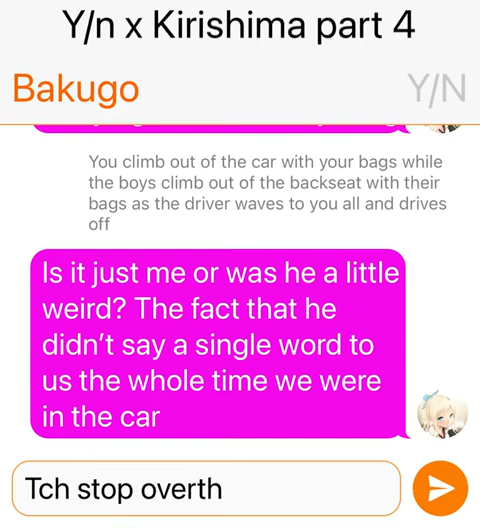 Y/n x Kirishima part 4
Bakugo
Y/N
You climb out of the car with your bags while
the boys climb out of the backseat with their
bags as the driver waves to you all and drives
off
Is it just me or was he a little
weird? The fact that he
didn't say a single word to
us the whole time we were
in the car
Tch stop overth